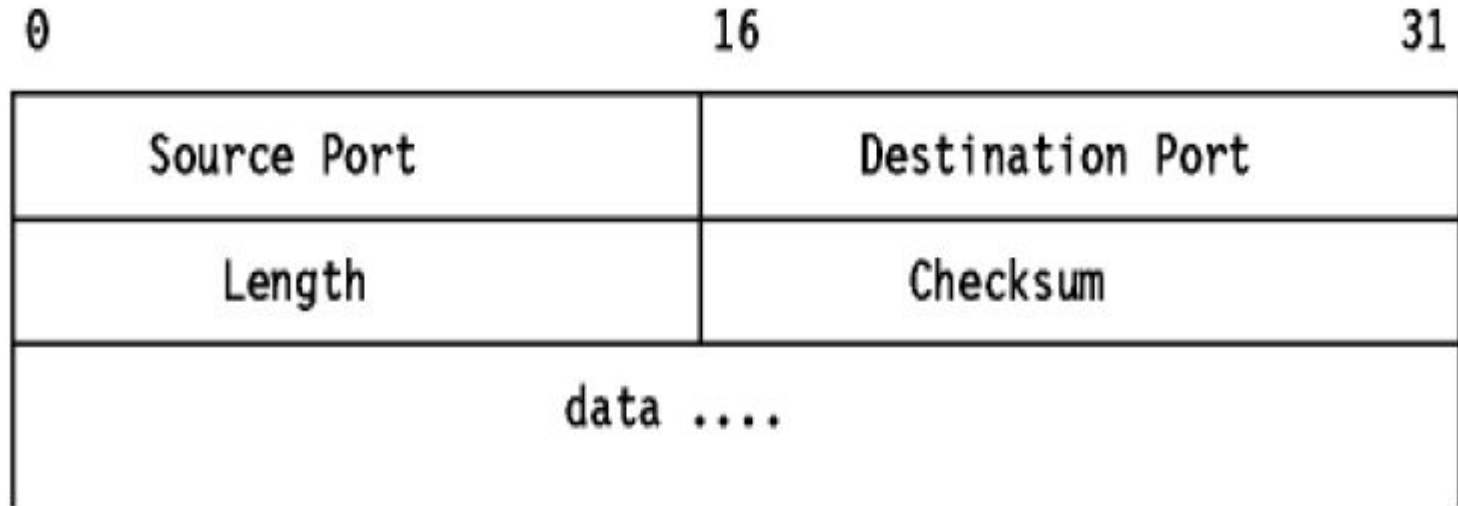 0 16 31
Source Port Destination Port
Length Checksum
data ....